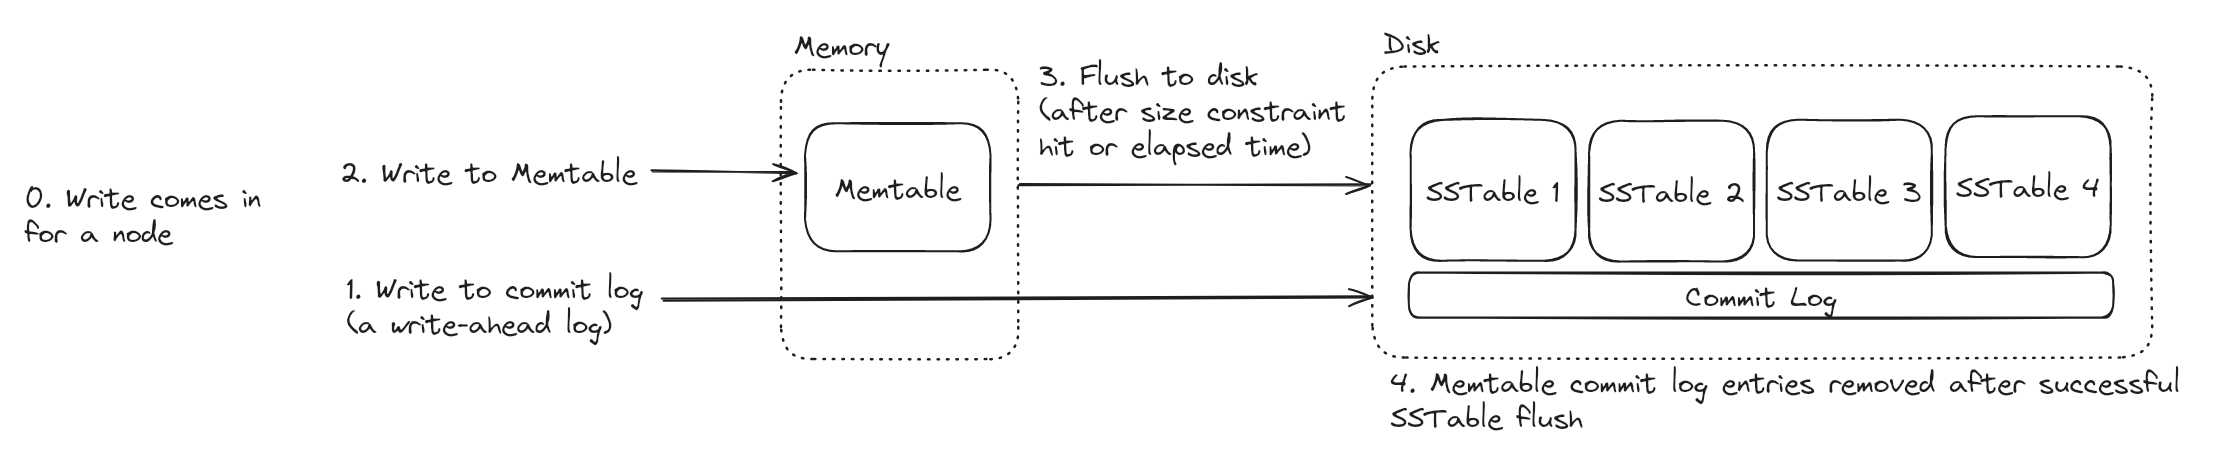 0. Write comes in
for a node
2. Write to Memtable
1. Write to commit log
(a write-ahead log)
Memory
Memtable
3. Flush to disk
(after size constraint
hit or elapsed time)
Disk
SSTable 1
SSTable 2
SSTable 3
SSTable 4
Commit Log
4. Memtable commit log entries removed after successful
SSTable flush